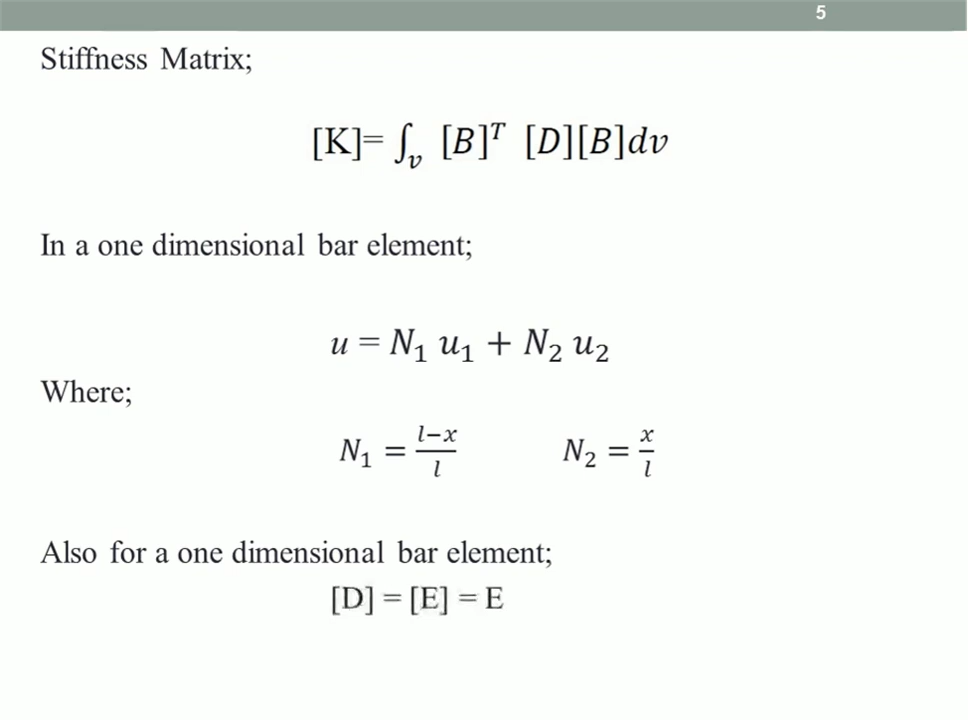 5
Stiffness Matrix;
[K]= ∫_v [B]^T [D][B]dv
In a one dimensional bar element;
u = N_1 u_1 + N_2 u_2
Where;
N_1 = (l−x)/l    N_2 = x/l
Also for a one dimensional bar element;
[D] = [E] = E